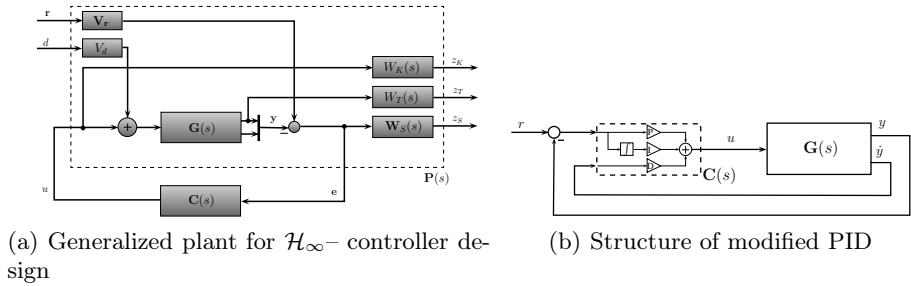 r
V_r
d
V_d
W_K(s)
z_K
W_T(s)
z_T
+
G(s)
y
−
W_S(s)
z_S
P(s)
u
C(s)
e
(a) Generalized plant for H∞– controller de-
sign
r
−
P
I
D
∫
+
C(s)
u
G(s)
y
ẏ
(b) Structure of modified PID